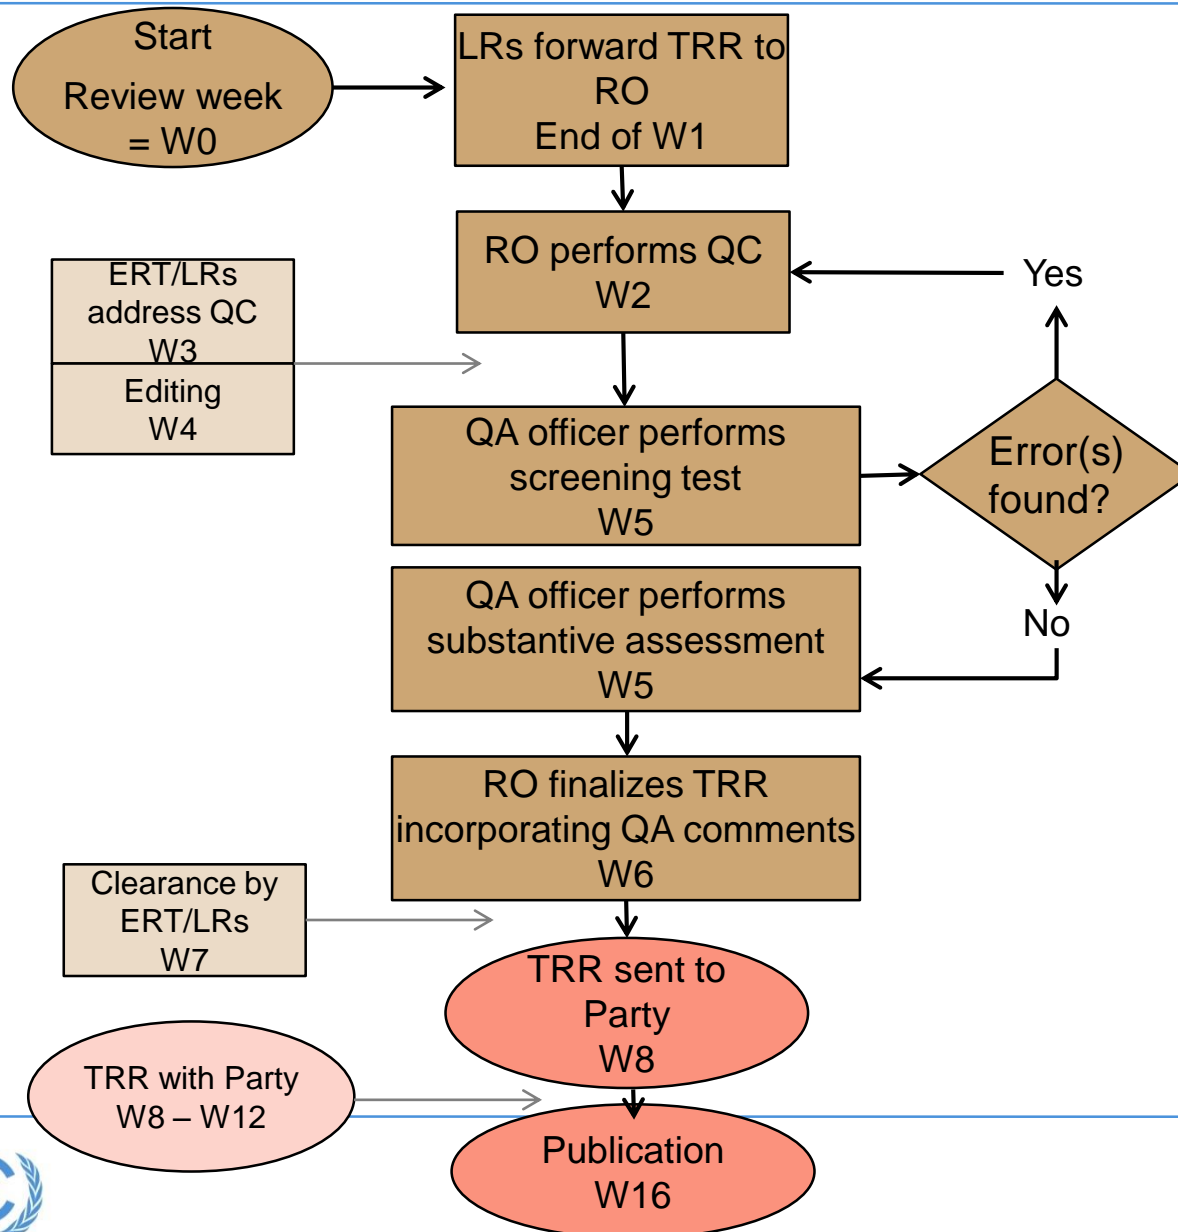 Start
Review week
= W0
LRs forward TRR to
RO
End of W1
RO performs QC
W2
Yes
ERT/LRs
address QC
W3
Editing
W4
QA officer performs
screening test
W5
Error(s)
found?
No
QA officer performs
substantive assessment
W5
RO finalizes TRR
incorporating QA comments
W6
Clearance by
ERT/LRs
W7
TRR sent to
Party
W8
TRR with Party
W8 – W12
Publication
W16